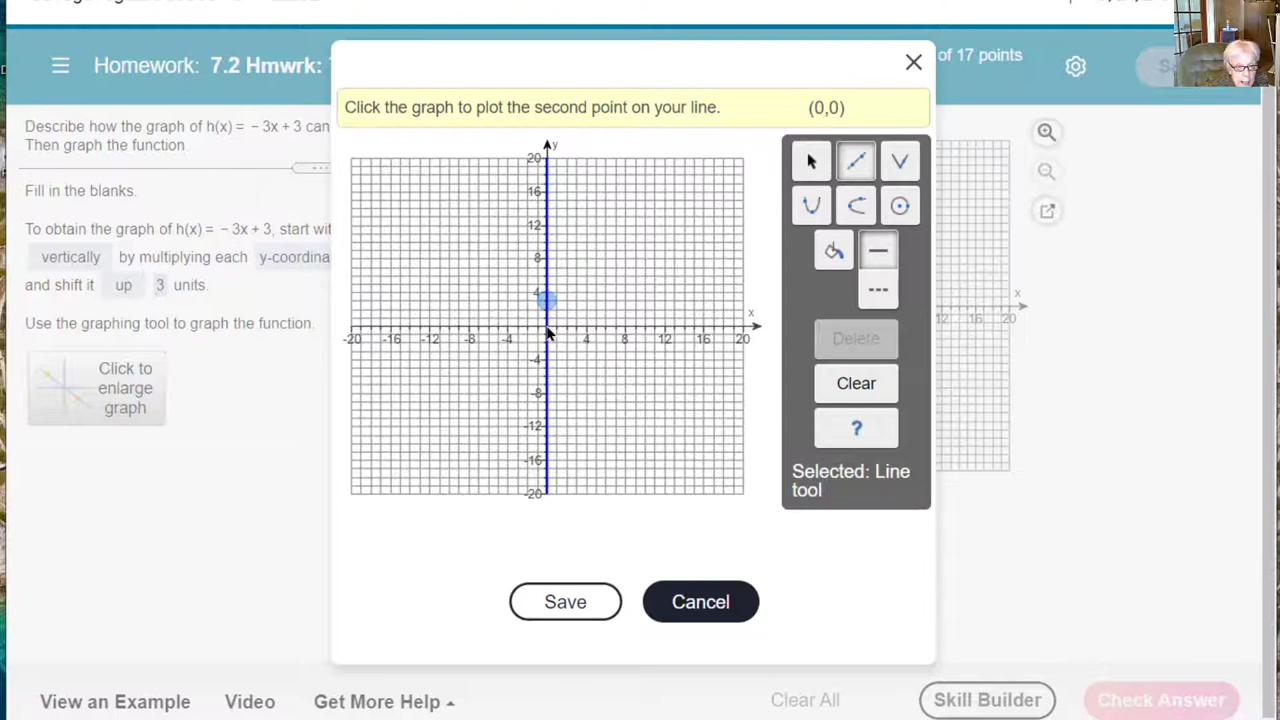 Homework: 7.2 Hmwrk:
of 17 points
Describe how the graph of h(x) = − 3x + 3 can
Then graph the function
Fill in the blanks.
To obtain the graph of h(x) = − 3x + 3, start wit
vertically by multiplying each y-coordina
and shift it up 3 units.
Use the graphing tool to graph the function.
Click to
enlarge
graph
Click the graph to plot the second point on your line. (0,0)
y
20
16
12
8
4
x
-20 -16 -12 -8 -4 4 8 12 16 20
-4
-8
-12
-16
-20
Delete
Clear
?
Selected: Line
tool
Save
Cancel
x
12 16 20
View an Example
Video
Get More Help
Clear All
Skill Builder
Check Answer